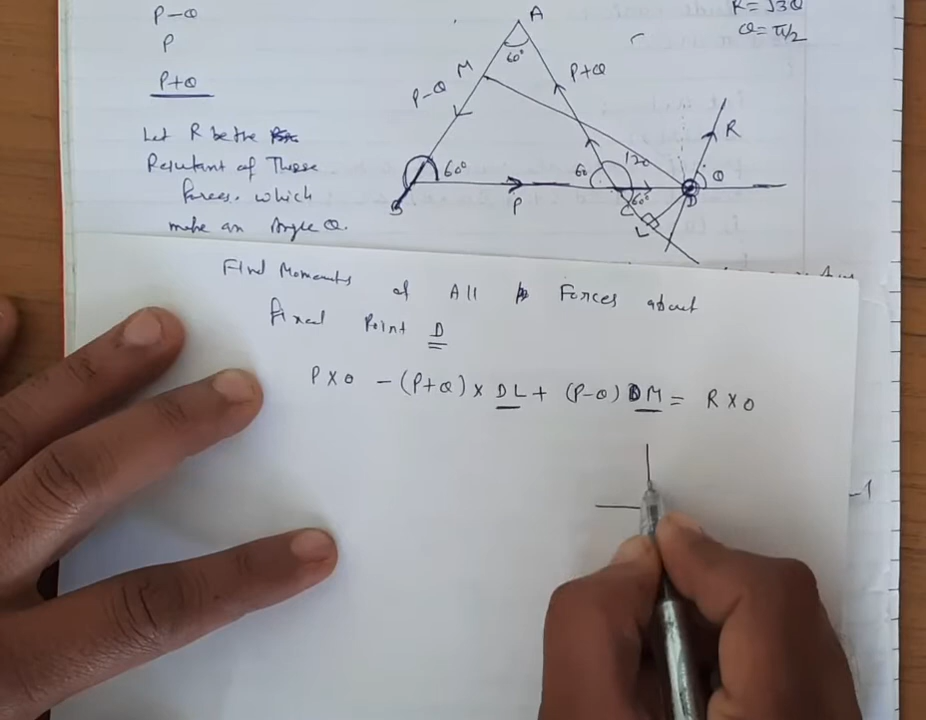 P-Q
P
P+Q
Let R be the
Relutant of These
forces. which
make an Angle Q.
A
60°
M
P-Q
P+Q
R = √3Q
Q = π/2
60°
60
120
R
Q
B
P
60°
C
D
L
Find Moments of All Forces about
fixed Point D
P×0 - (P+Q) × DL + (P-Q) DM = R×0